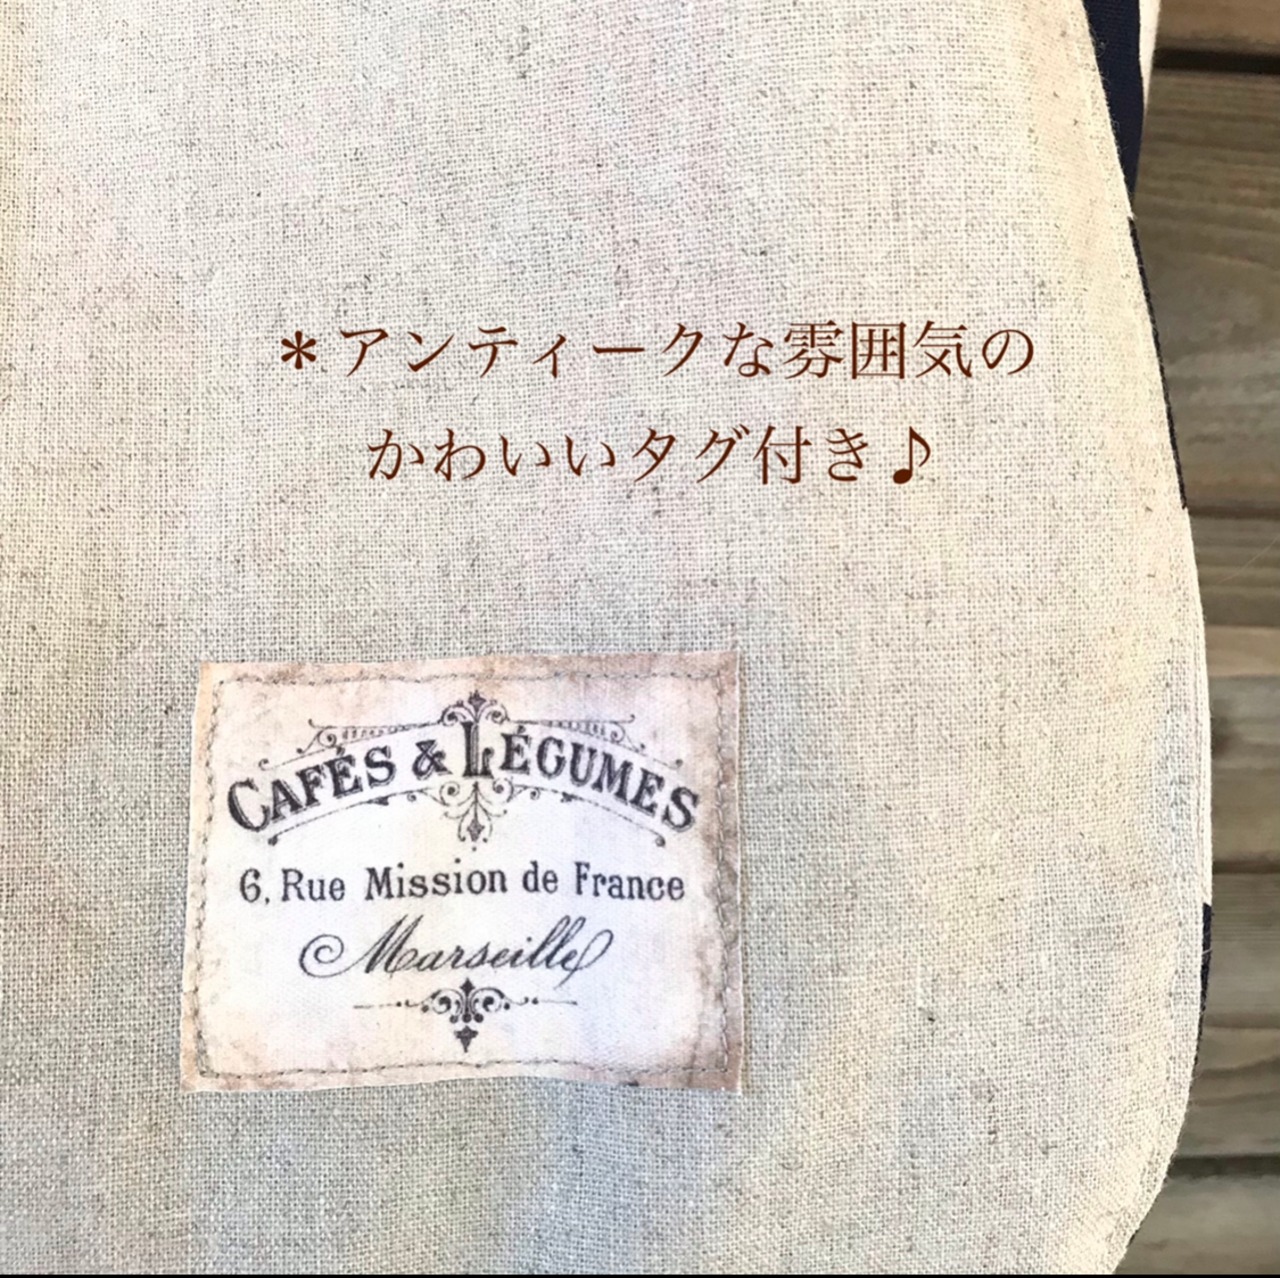 ＊アンティークな雰囲気の
かわいいタグ付き♪
CAFÉS & LÉGUMES
6, Rue Mission de France
Marseille